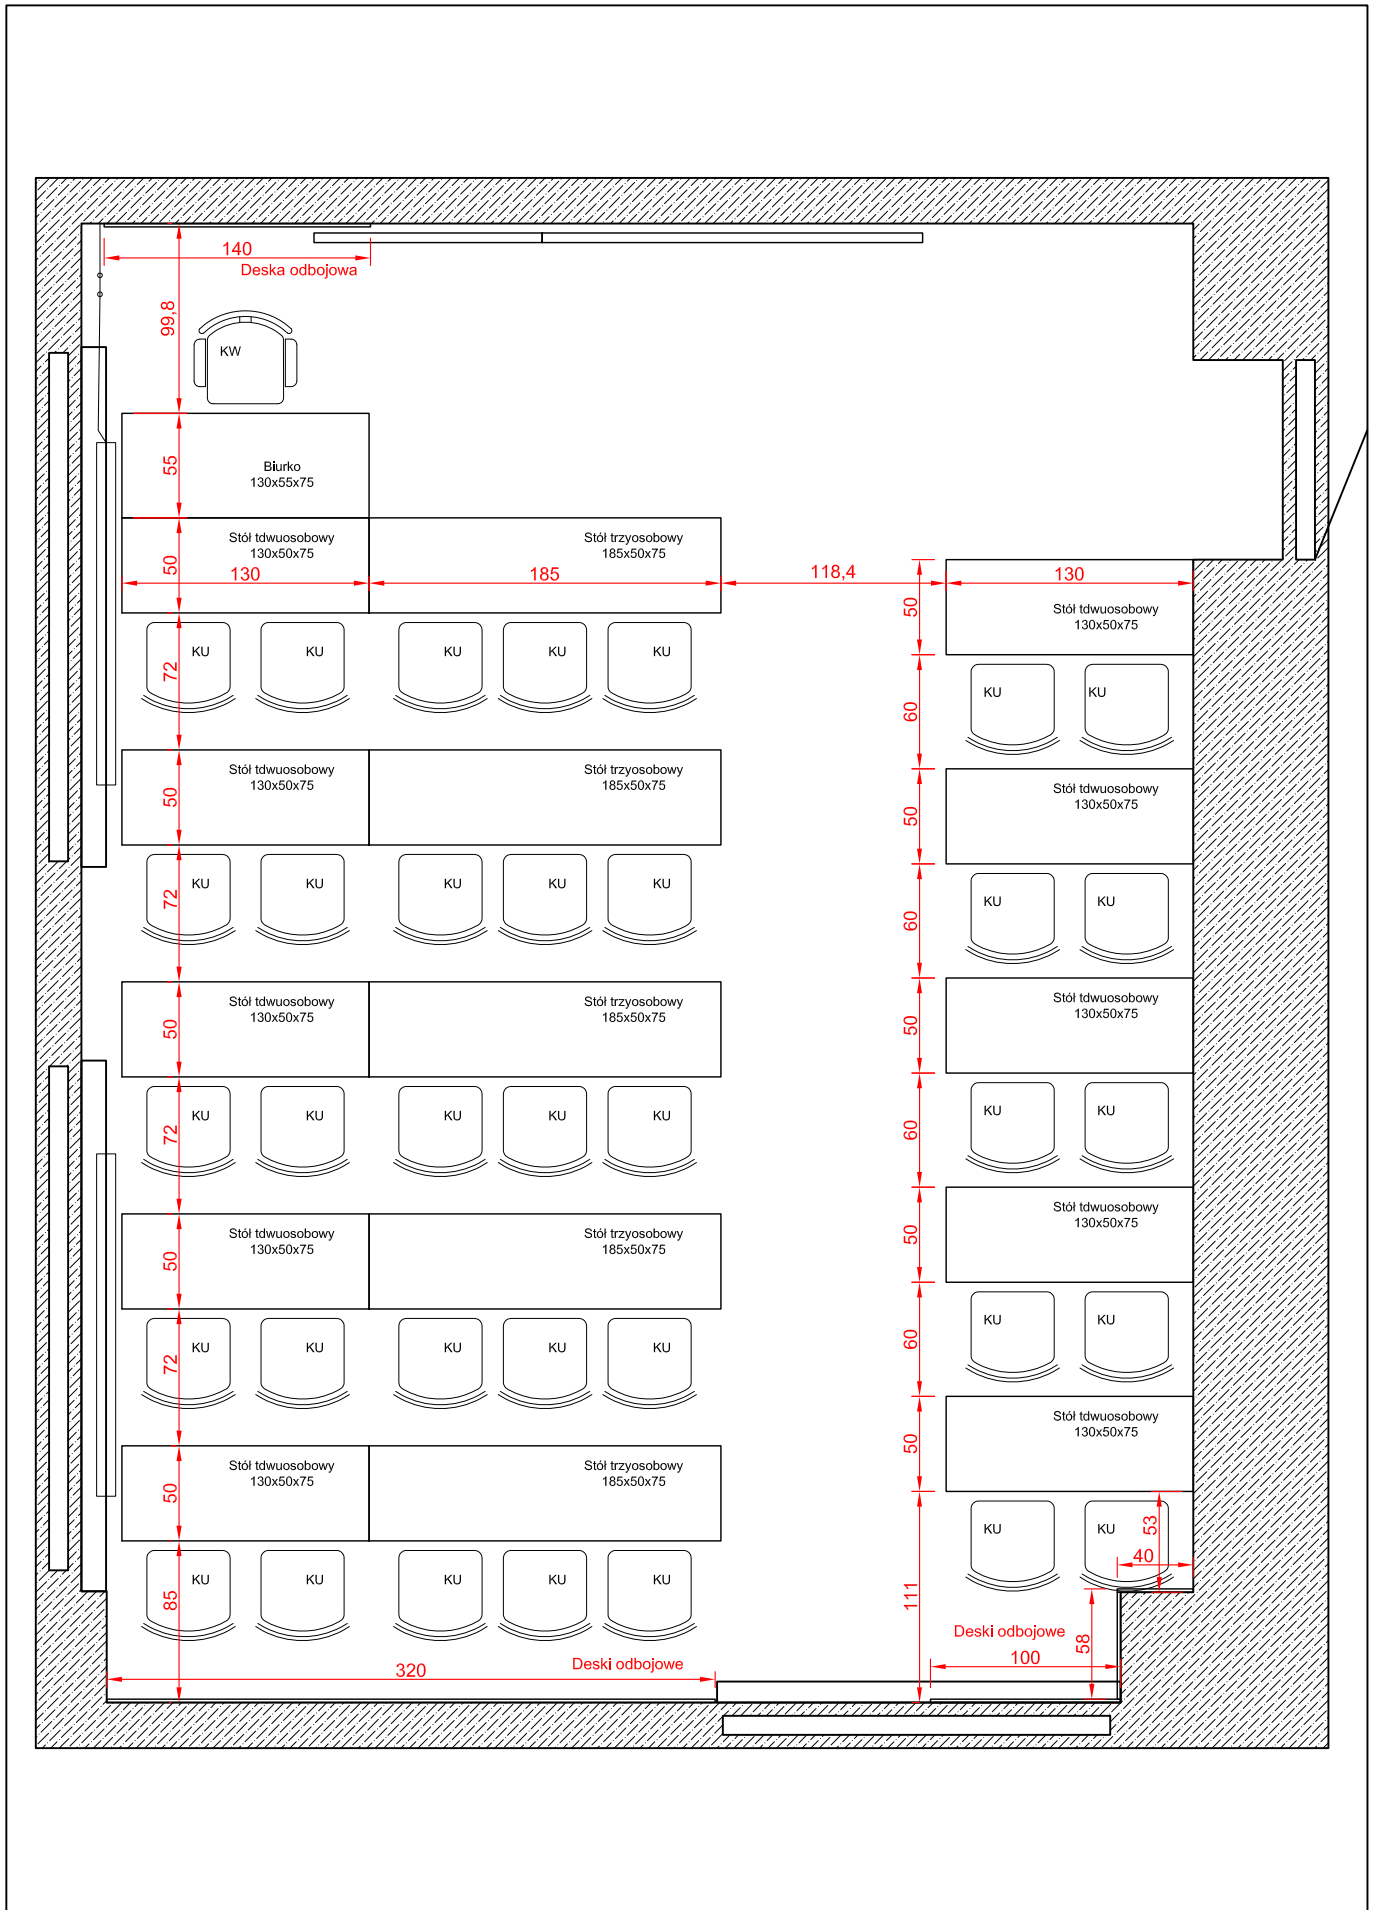 140
Deska odbojowa
99,8
KW
55
Biurko
130x55x75
50
Stół tdwuosobowy
130x50x75
Stół trzyosobowy
185x50x75
130
185
118,4
130
50
Stół tdwuosobowy
130x50x75
72
KU
KU
KU
KU
KU
60
KU
KU
50
Stół tdwuosobowy
130x50x75
Stół trzyosobowy
185x50x75
50
Stół tdwuosobowy
130x50x75
72
KU
KU
KU
KU
KU
60
KU
KU
50
Stół tdwuosobowy
130x50x75
Stół trzyosobowy
185x50x75
50
Stół tdwuosobowy
130x50x75
72
KU
KU
KU
KU
KU
60
KU
KU
50
Stół tdwuosobowy
130x50x75
Stół trzyosobowy
185x50x75
50
Stół tdwuosobowy
130x50x75
72
KU
KU
KU
KU
KU
60
KU
KU
50
Stół tdwuosobowy
130x50x75
Stół trzyosobowy
185x50x75
50
Stół tdwuosobowy
130x50x75
85
KU
KU
KU
KU
KU
111
KU
KU
53
40
58
Deski odbojowe
100
320
Deski odbojowe